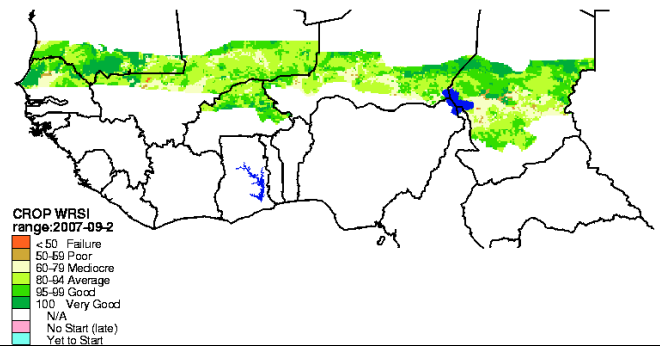 CROP WRSI
range:2007-09-2
< 50 Failure
50-59 Poor
60-79 Mediocre
80-94 Average
95-99 Good
100 Very Good
N/A
No Start (late)
Yet to Start